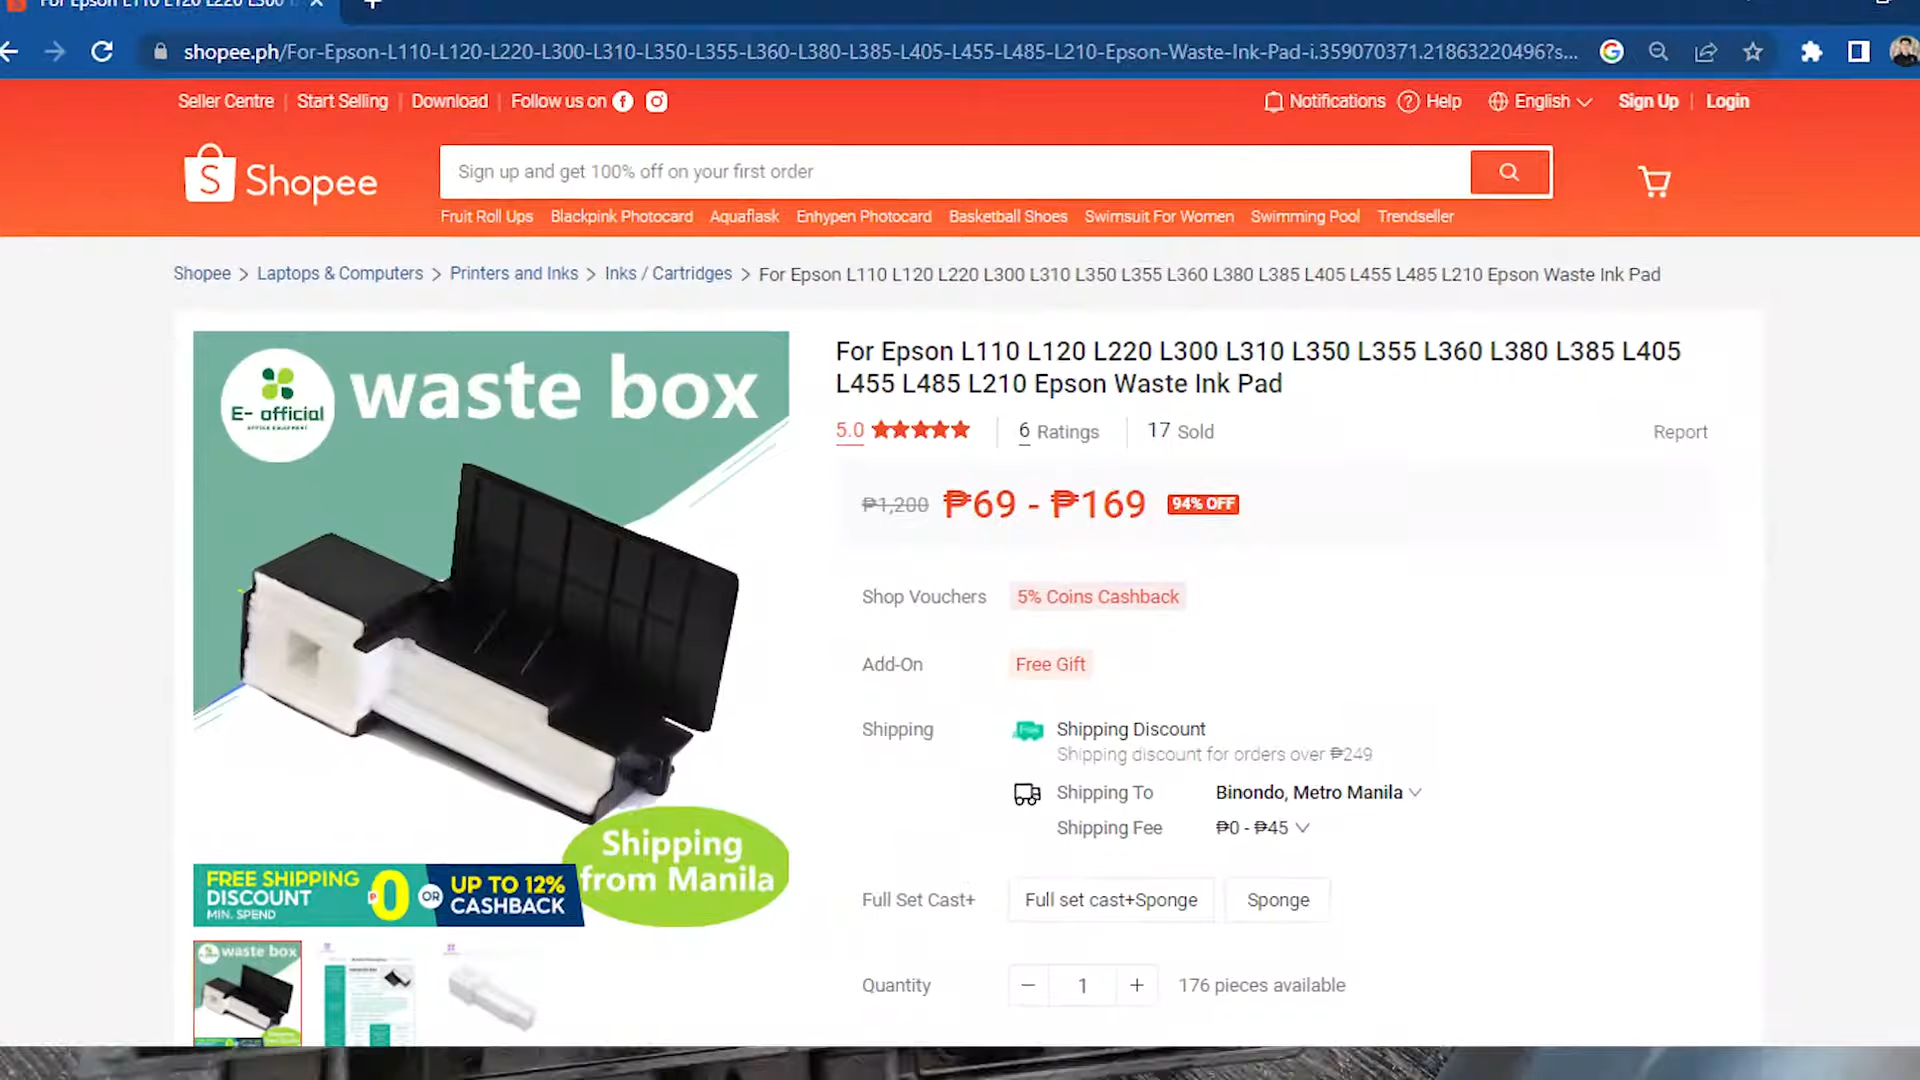 shopee.ph/For-Epson-L110-L120-L220-L300-L310-L350-L355-L360-L380-L385-L405-L455-L485-L210-Epson-Waste-Ink-Pad-i.359070371.21863220496?s...
Seller Centre | Start Selling | Download | Follow us on
Notifications Help English Sign Up | Login
Shopee
Sign up and get 100% off on your first order
Fruit Roll Ups Blackpink Photocard Aquaflask Enhypen Photocard Basketball Shoes Swimsuit For Women Swimming Pool Trendseller
Shopee > Laptops & Computers > Printers and Inks > Inks / Cartridges > For Epson L110 L120 L220 L300 L310 L350 L355 L360 L380 L385 L405 L455 L485 L210 Epson Waste Ink Pad
E- official
OFFICE EQUIPMENT
waste box
Shipping
from Manila
FREE SHIPPING
DISCOUNT
MIN. SPEND
₱0
OR
UP TO 12%
CASHBACK
waste box
For Epson L110 L120 L220 L300 L310 L350 L355 L360 L380 L385 L405
L455 L485 L210 Epson Waste Ink Pad
5.0 6 Ratings 17 Sold Report
₱1,200 ₱69 - ₱169 94% OFF
Shop Vouchers 5% Coins Cashback
Add-On Free Gift
Shipping Shipping Discount
Shipping discount for orders over ₱249
Shipping To Binondo, Metro Manila
Shipping Fee ₱0 - ₱45
Full Set Cast+ Full set cast+Sponge Sponge
Quantity − 1 + 176 pieces available